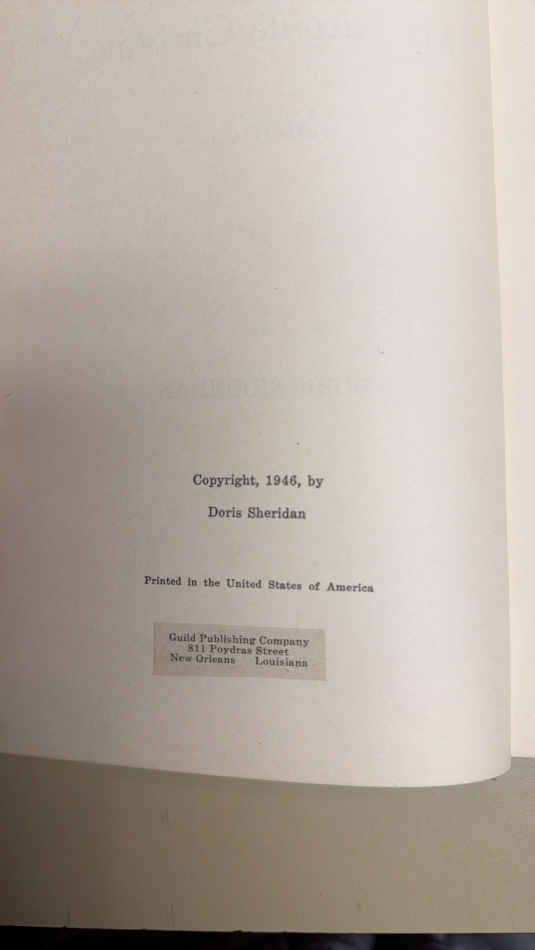 Copyright, 1946, by
Doris Sheridan
Printed in the United States of America
Guild Publishing Company
811 Poydras Street
New Orleans Louisiana